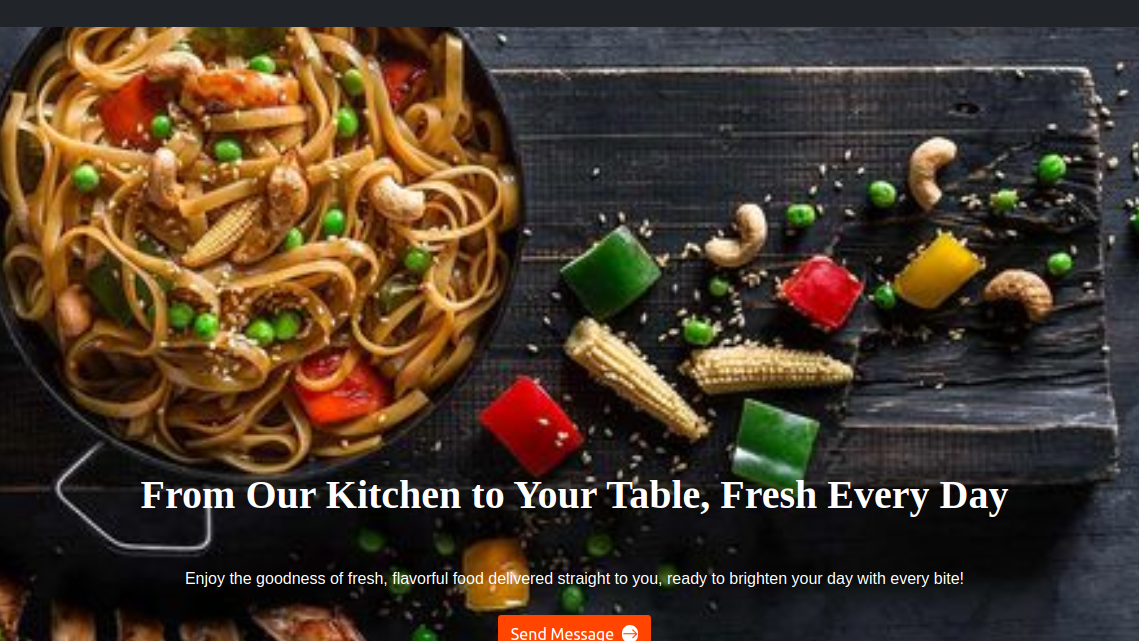 From Our Kitchen to Your Table, Fresh Every Day
Enjoy the goodness of fresh, flavorful food delivered straight to you, ready to brighten your day with every bite!
Send Message